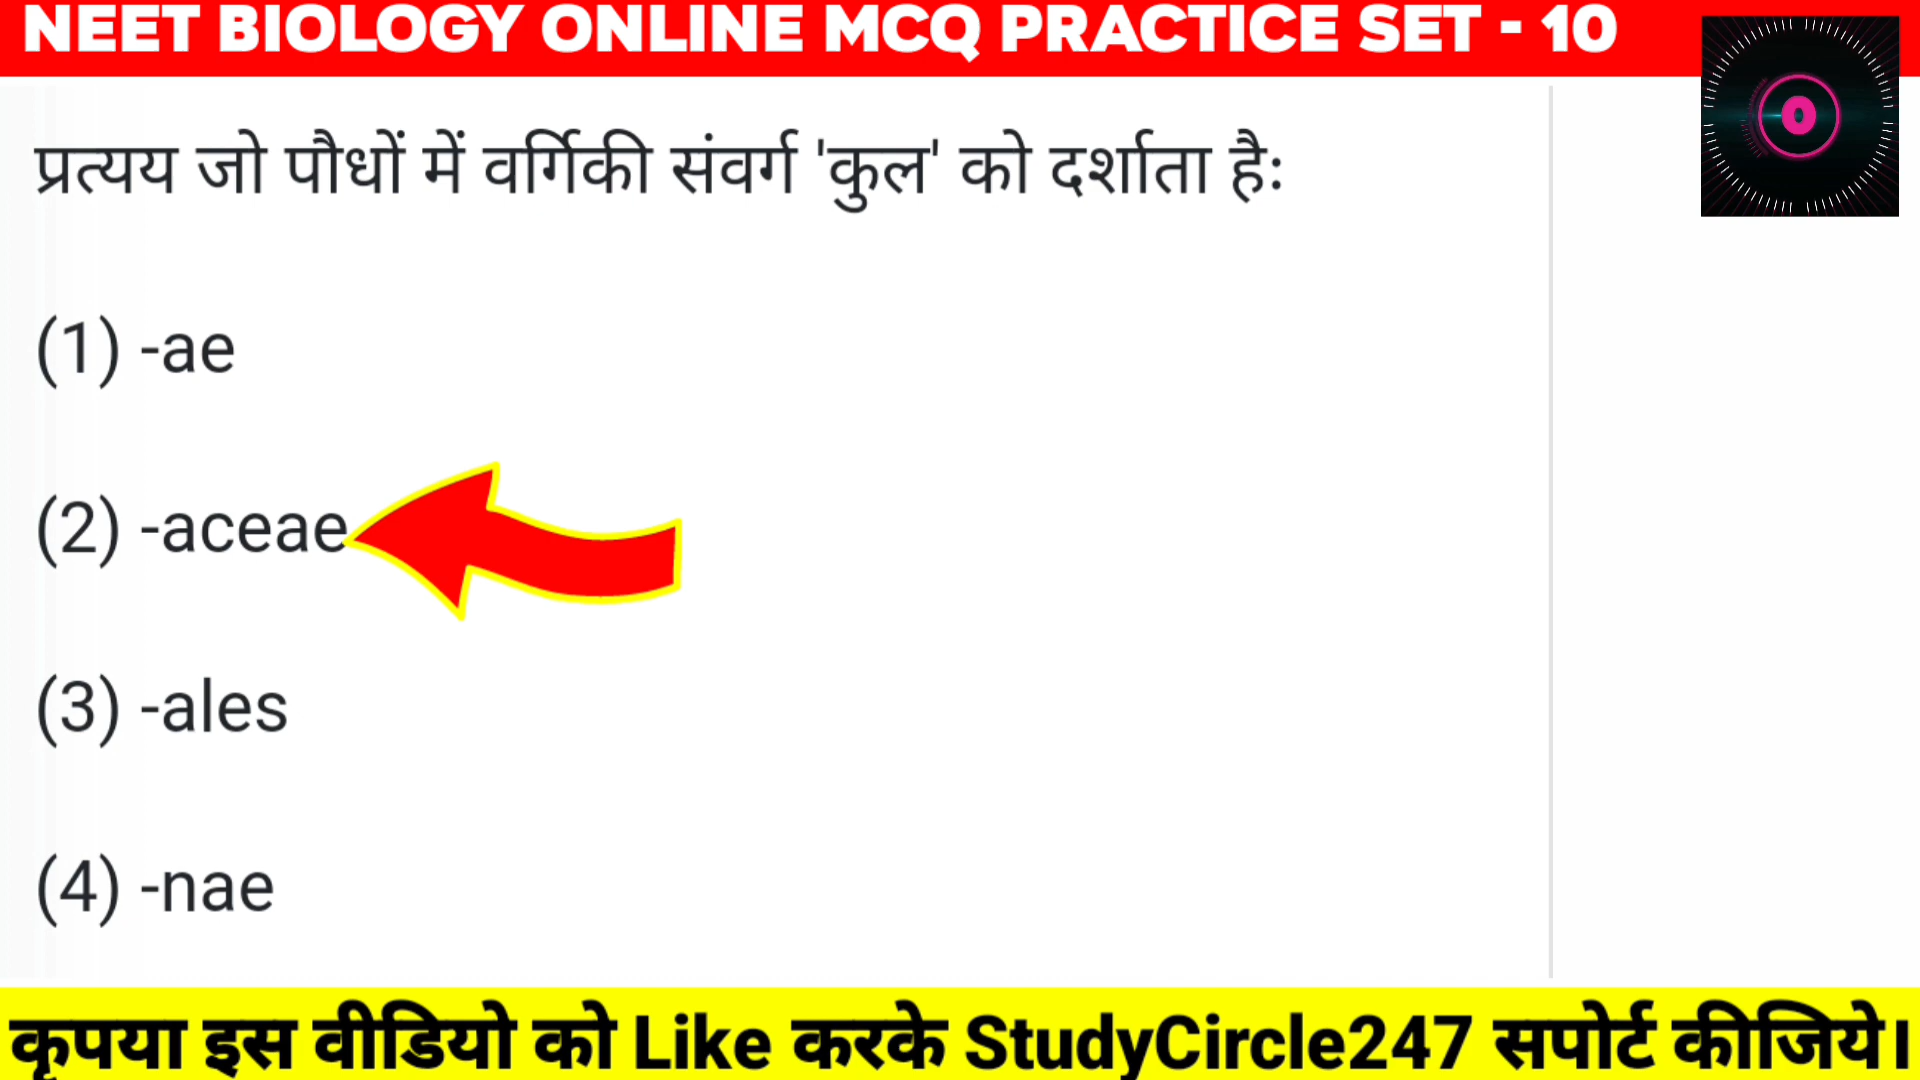 NEET BIOLOGY ONLINE MCQ PRACTICE SET - 10
0
प्रत्यय जो पौधों में वर्गिकी संवर्ग 'कुल' को दर्शाता हैः
(1) -ae
(2) -aceae
(3) -ales
(4) -nae
कृपया इस वीडियो को Like करके StudyCircle247 सपोर्ट कीजिये।